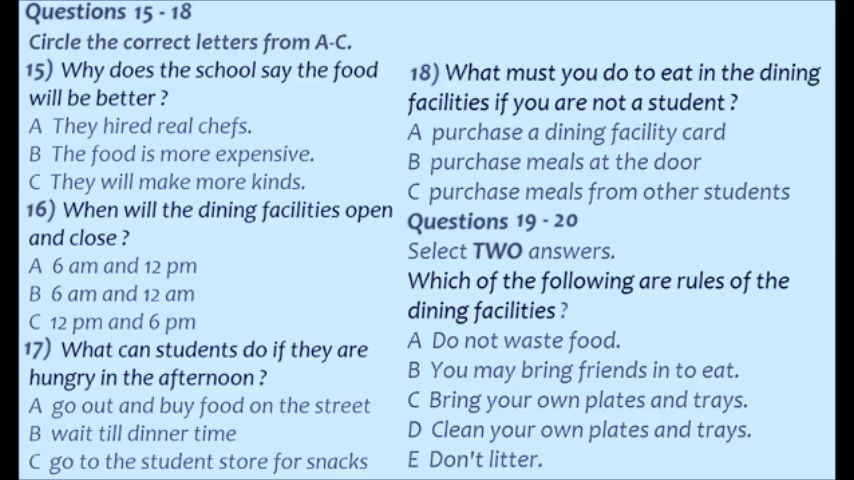 Questions 15 - 18
Circle the correct letters from A-C.
15) Why does the school say the food
will be better ?
A They hired real chefs.
B The food is more expensive.
C They will make more kinds.
16) When will the dining facilities open
and close ?
A 6 am and 12 pm
B 6 am and 12 am
C 12 pm and 6 pm
17) What can students do if they are
hungry in the afternoon ?
A go out and buy food on the street
B wait till dinner time
C go to the student store for snacks
18) What must you do to eat in the dining
facilities if you are not a student ?
A purchase a dining facility card
B purchase meals at the door
C purchase meals from other students
Questions 19 - 20
Select TWO answers.
Which of the following are rules of the
dining facilities ?
A Do not waste food.
B You may bring friends in to eat.
C Bring your own plates and trays.
D Clean your own plates and trays.
E Don't litter.